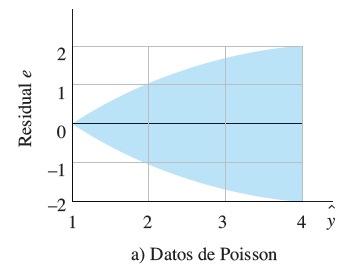 Residual e
2
1
0
−1
−2
1 2 3 4 ŷ
a) Datos de Poisson